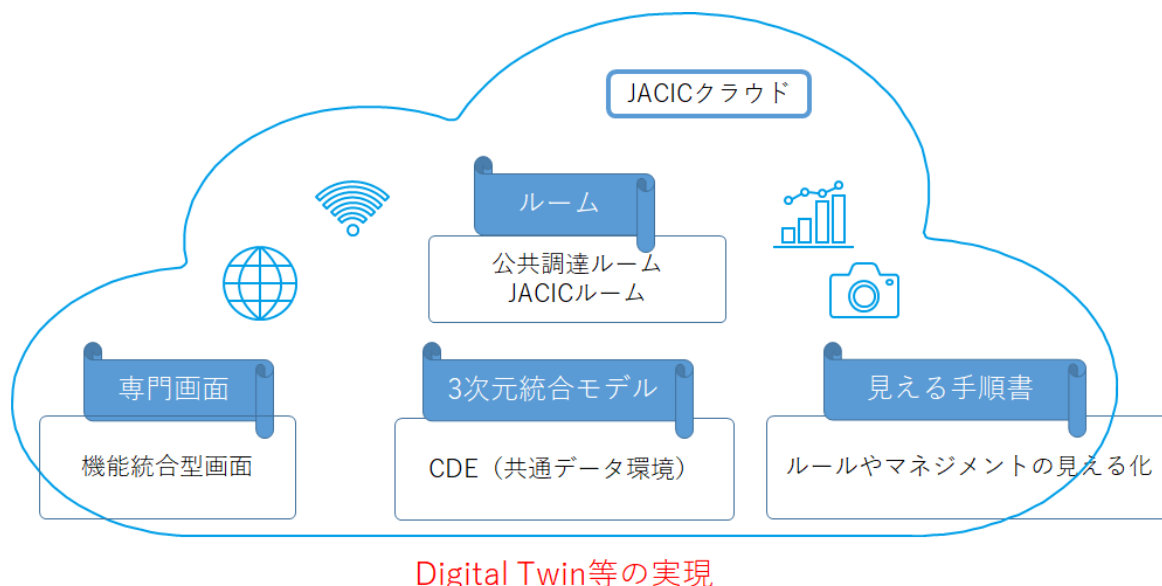 JACICクラウド
ルーム
公共調達ルーム
JACICルーム
専門画面
機能統合型画面
3次元統合モデル
CDE（共通データ環境）
見える手順書
ルールやマネジメントの見える化
Digital Twin等の実現